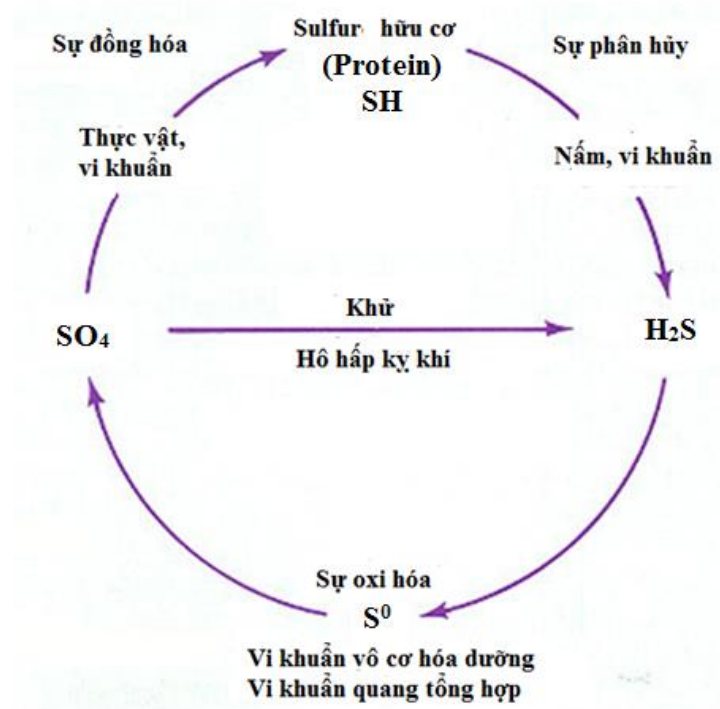 Sulfur hữu cơ
(Protein)
SH
Sự đồng hóa
Sự phân hủy
Thực vật,
vi khuẩn
Nấm, vi khuẩn
Khử
SO₄
H₂S
Hô hấp kỵ khí
Sự oxi hóa
S⁰
Vi khuẩn vô cơ hóa dưỡng
Vi khuẩn quang tổng hợp